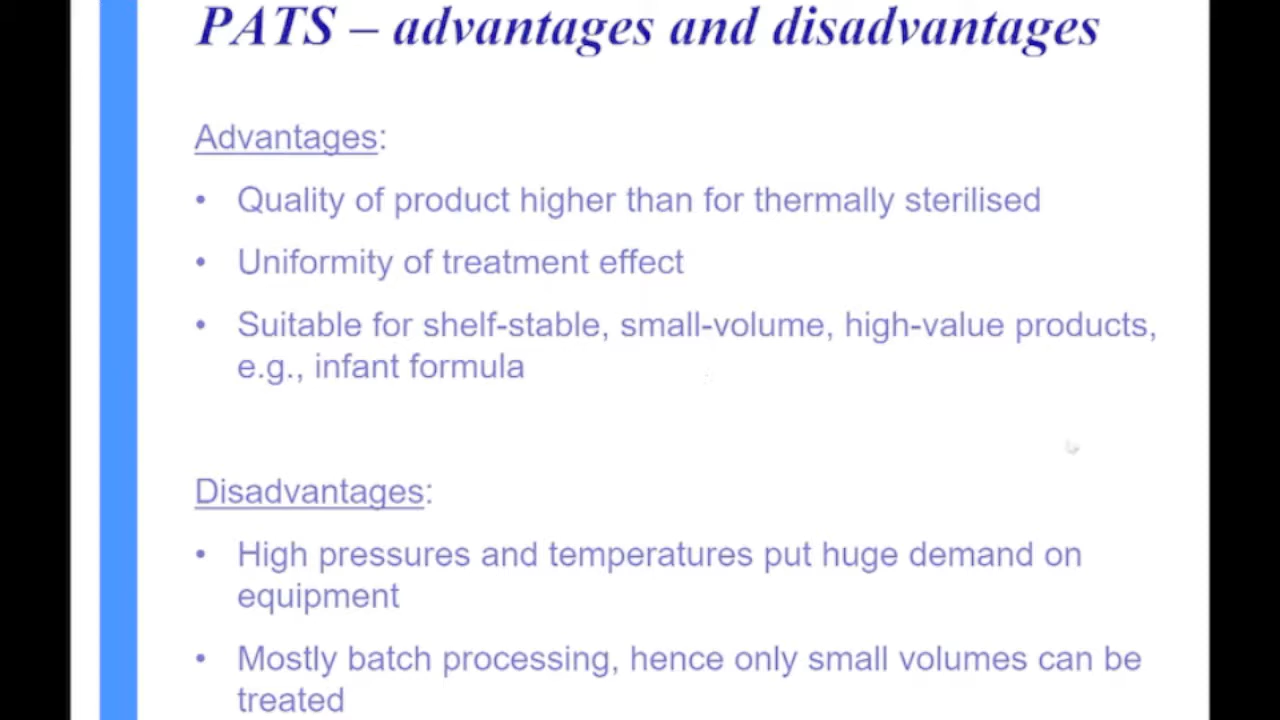 PATS – advantages and disadvantages
Advantages:
• Quality of product higher than for thermally sterilised
• Uniformity of treatment effect
• Suitable for shelf-stable, small-volume, high-value products,
e.g., infant formula
Disadvantages:
• High pressures and temperatures put huge demand on
equipment
• Mostly batch processing, hence only small volumes can be
treated